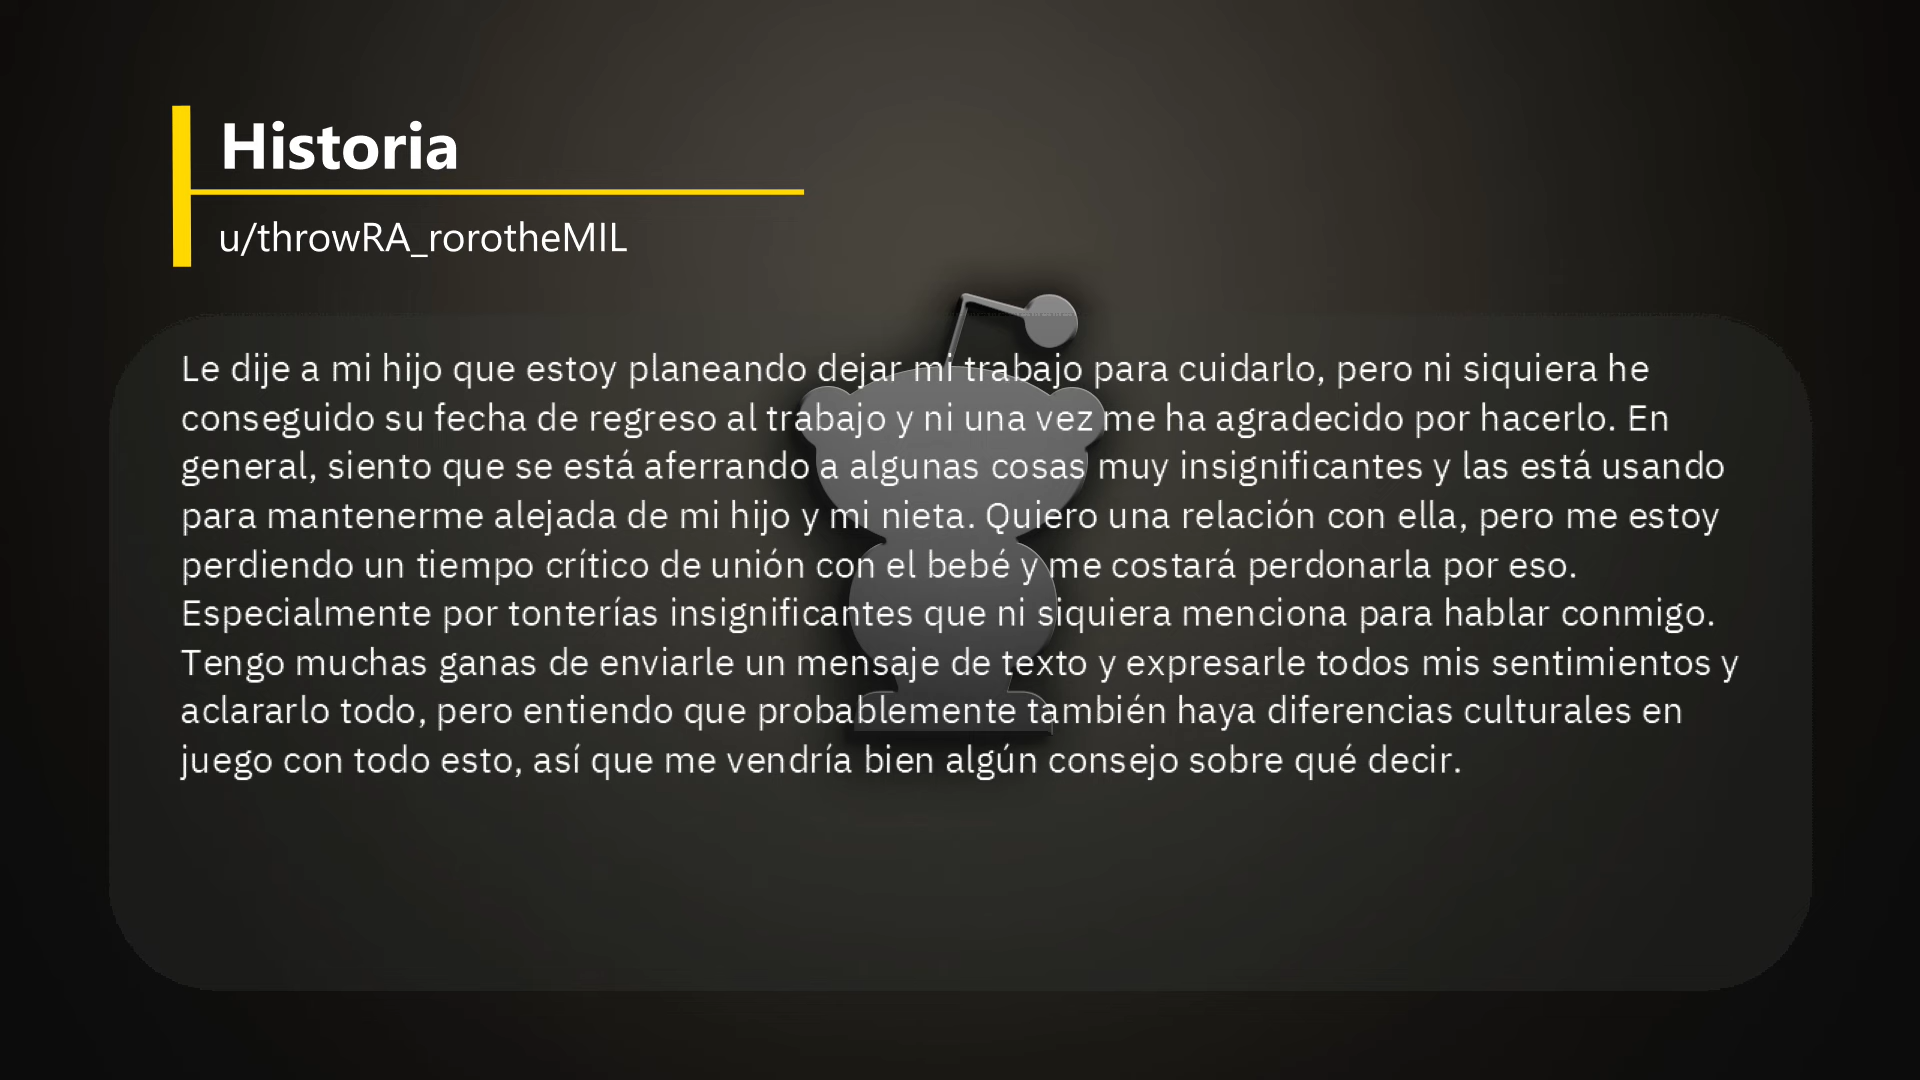 Historia
u/throwRA_rorotheMIL
Le dije a mi hijo que estoy planeando dejar mi trabajo para cuidarlo, pero ni siquiera he
conseguido su fecha de regreso al trabajo y ni una vez me ha agradecido por hacerlo. En
general, siento que se está aferrando a algunas cosas muy insignificantes y las está usando
para mantenerme alejada de mi hijo y mi nieta. Quiero una relación con ella, pero me estoy
perdiendo un tiempo crítico de unión con el bebé y me costará perdonarla por eso.
Especialmente por tonterías insignificantes que ni siquiera menciona para hablar conmigo.
Tengo muchas ganas de enviarle un mensaje de texto y expresarle todos mis sentimientos y
aclararlo todo, pero entiendo que probablemente también haya diferencias culturales en
juego con todo esto, así que me vendría bien algún consejo sobre qué decir.